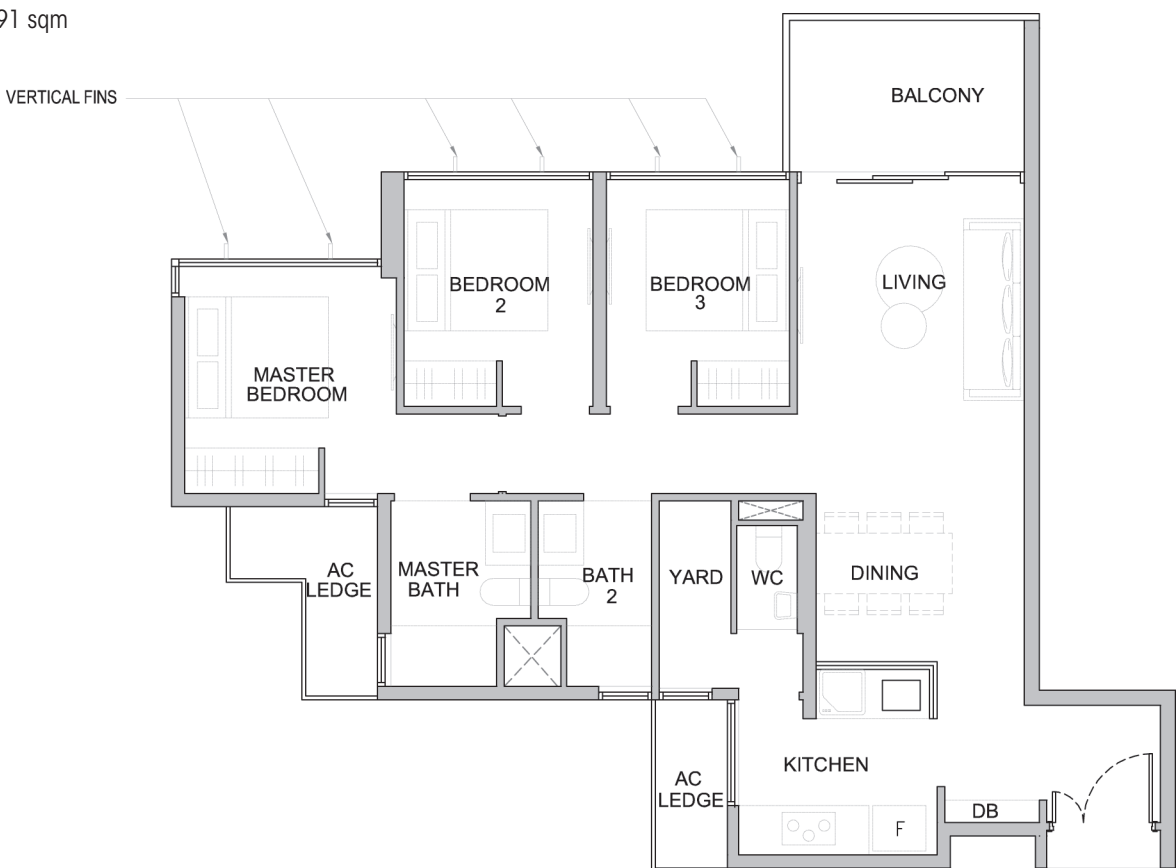 91 sqm
VERTICAL FINS
BALCONY
BEDROOM
2
BEDROOM
3
LIVING
MASTER
BEDROOM
AC
LEDGE
MASTER
BATH
BATH
2
YARD
WC
DINING
KITCHEN
AC
LEDGE
F
DB